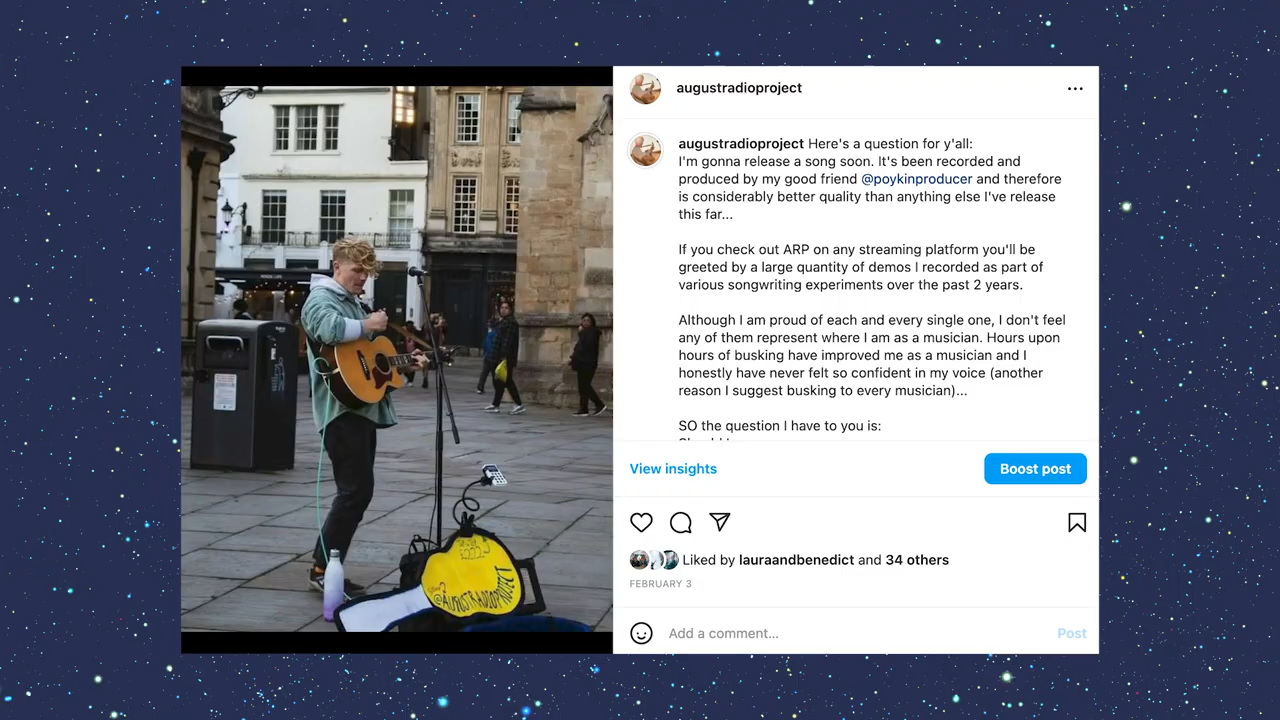 augustradioproject
augustradioproject Here's a question for y'all:
I'm gonna release a song soon. It's been recorded and
produced by my good friend @poykinproducer and therefore
is considerably better quality than anything else I've release
this far...
If you check out ARP on any streaming platform you'll be
greeted by a large quantity of demos I recorded as part of
various songwriting experiments over the past 2 years.
Although I am proud of each and every single one, I don't feel
any of them represent where I am as a musician. Hours upon
hours of busking have improved me as a musician and I
honestly have never felt so confident in my voice (another
reason I suggest busking to every musician)...
SO the question I have to you is:
View insights
Boost post
Liked by lauraandbenedict and 34 others
FEBRUARY 3
Add a comment...
Post
@AUGUSTRADIOPROJECT